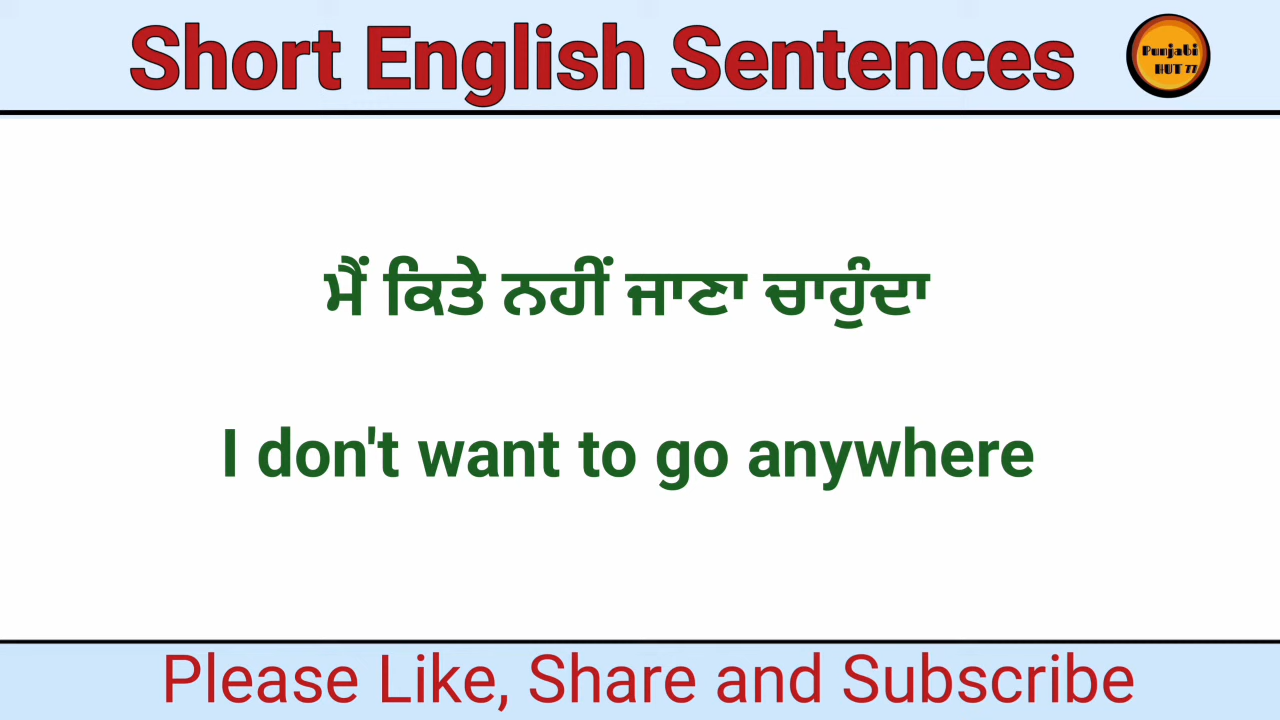 Short English Sentences
Punjabi
HUT 77
ਮੈਂ ਕਿਤੇ ਨਹੀਂ ਜਾਣਾ ਚਾਹੁੰਦਾ
I don't want to go anywhere
Please Like, Share and Subscribe